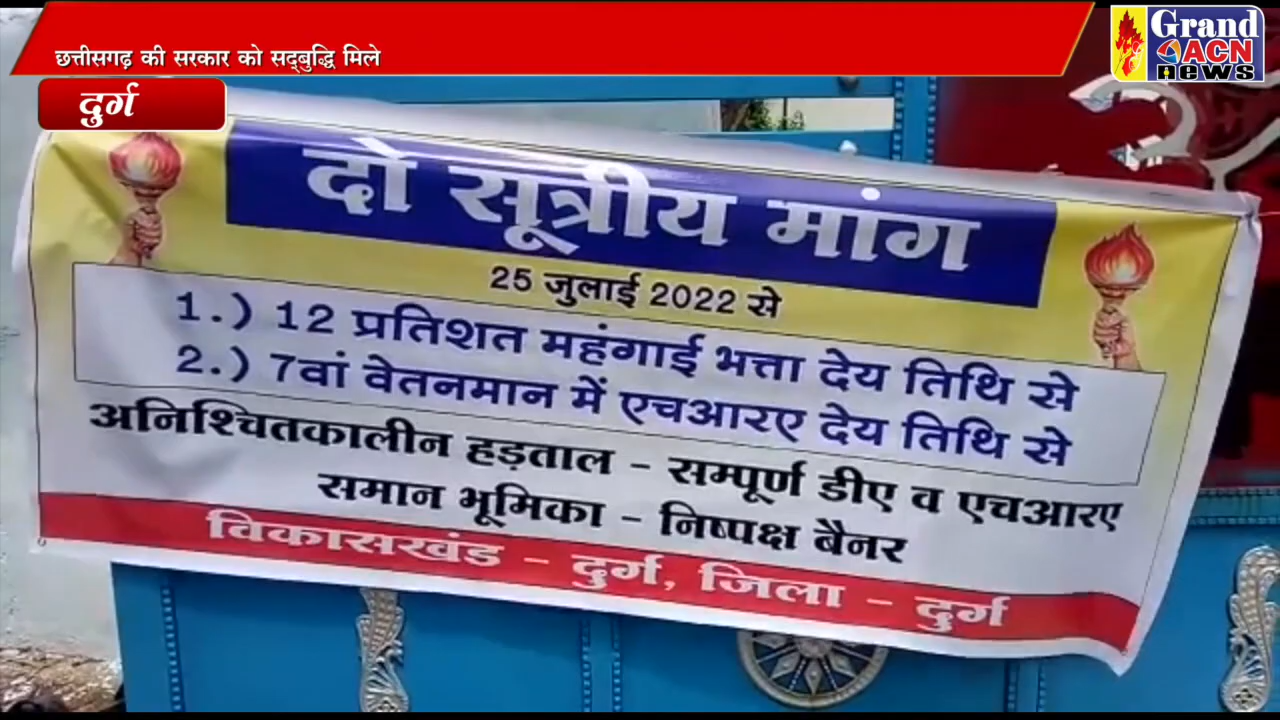 छत्तीसगढ़ की सरकार को सद्बुद्धि मिले
Grand
ACN
news
दुर्ग
दो सूत्रीय मांग
25 जुलाई 2022 से
1.) 12 प्रतिशत महंगाई भत्ता देय तिथि से
2.) 7वां वेतनमान में एचआरए देय तिथि से
अनिश्चितकालीन हड़ताल - सम्पूर्ण डीए व एचआरए
समान भूमिका - निष्पक्ष बैनर
विकासखंड - दुर्ग, जिला - दुर्ग